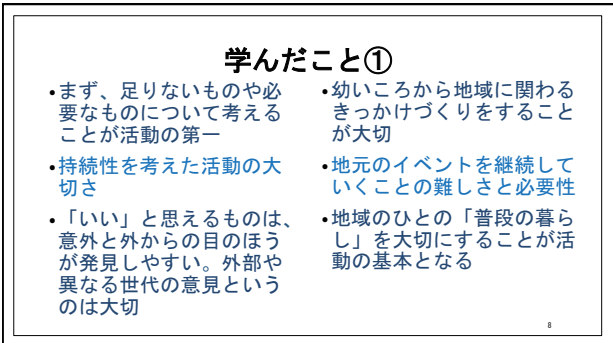 学んだこと①
•まず、足りないものや必
要なものについて考える
ことが活動の第一
•持続性を考えた活動の大
切さ
•「いい」と思えるものは、
意外と外からの目のほう
が発見しやすい。外部や
異なる世代の意見という
のは大切
•幼いころから地域に関わる
きっかけづくりをすること
が大切
•地元のイベントを継続して
いくことの難しさと必要性
•地域のひとの「普段の暮ら
し」を大切にすることが活
動の基本となる
8